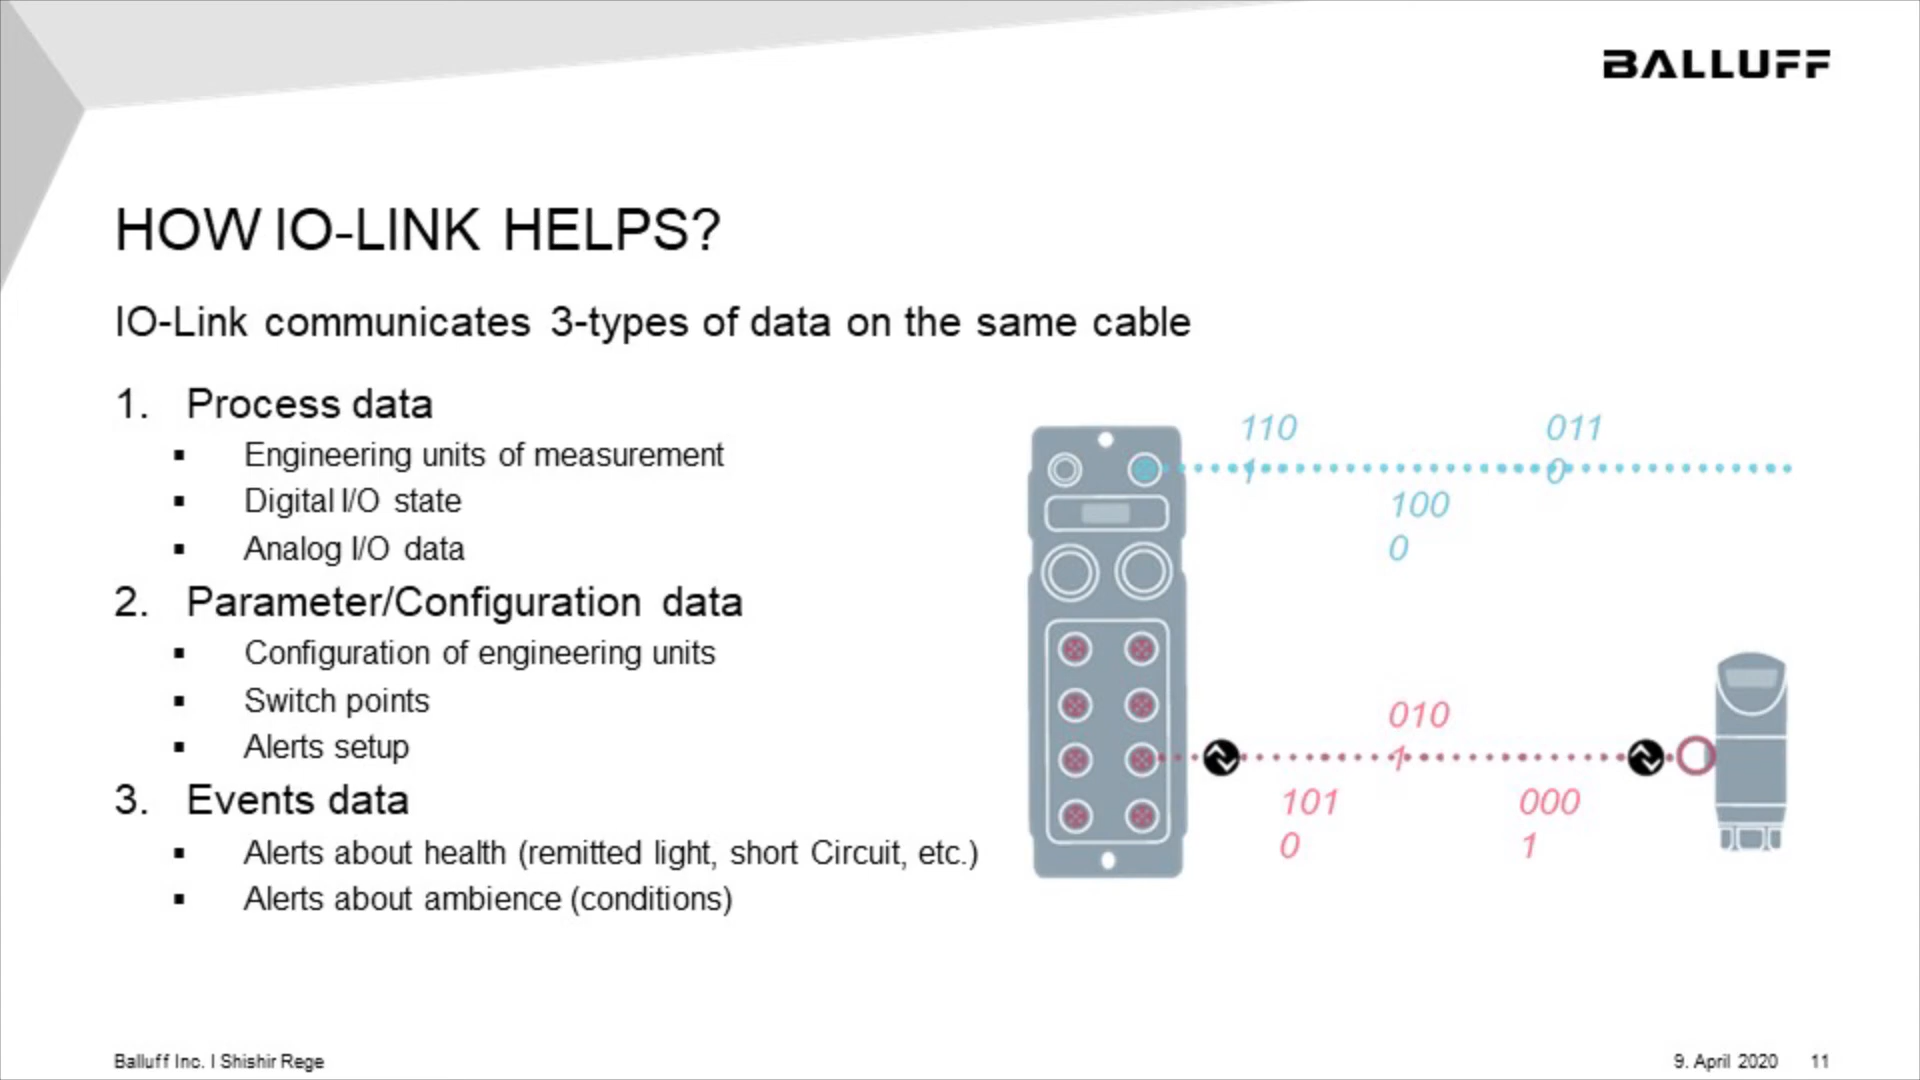 BALLUFF
HOW IO-LINK HELPS?
IO-Link communicates 3-types of data on the same cable
1. Process data
▪ Engineering units of measurement
▪ Digital I/O state
▪ Analog I/O data
2. Parameter/Configuration data
▪ Configuration of engineering units
▪ Switch points
▪ Alerts setup
3. Events data
▪ Alerts about health (remitted light, short Circuit, etc.)
▪ Alerts about ambience (conditions)
110
1
011
0
100
0
010
1
101
0
000
1
Balluff Inc. I Shishir Rege
9. April 2020 11